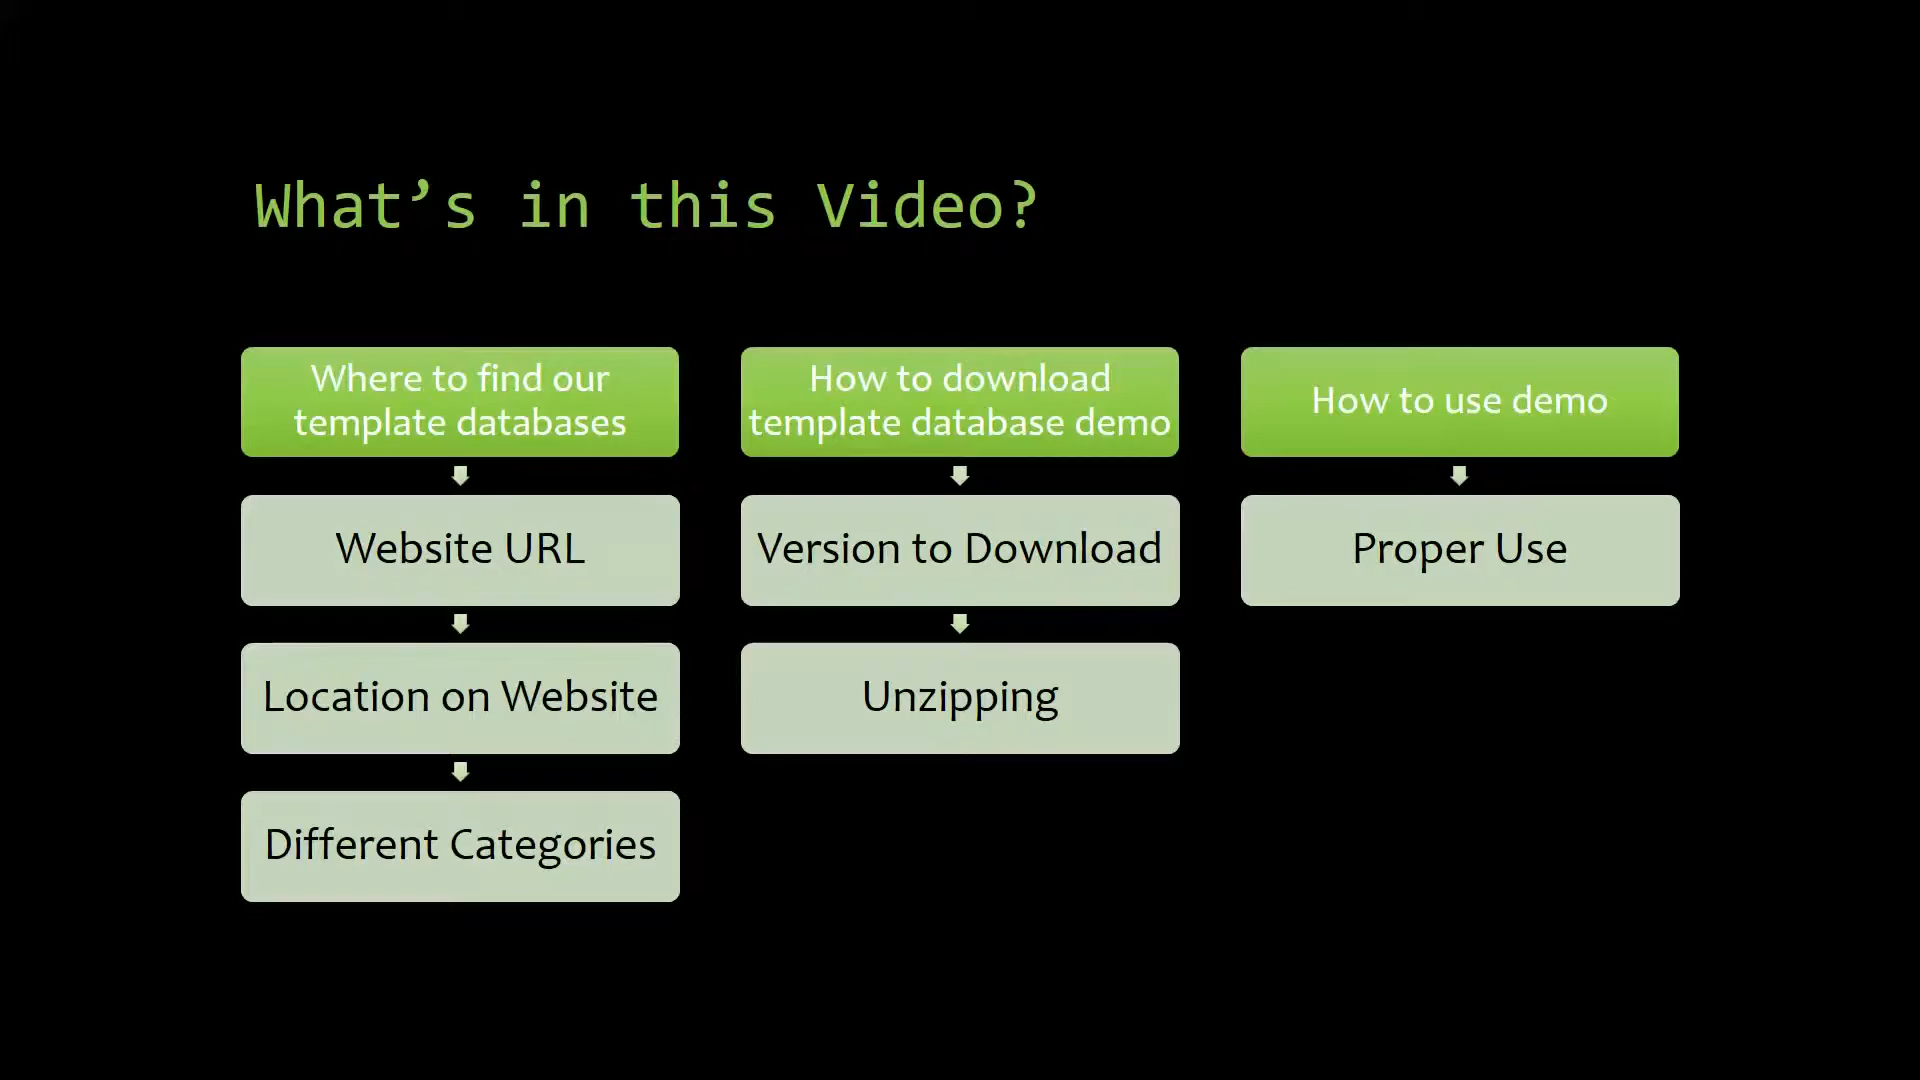 What’s in this Video?
Where to find our
template databases
Website URL
Location on Website
Different Categories
How to download
template database demo
Version to Download
Unzipping
How to use demo
Proper Use